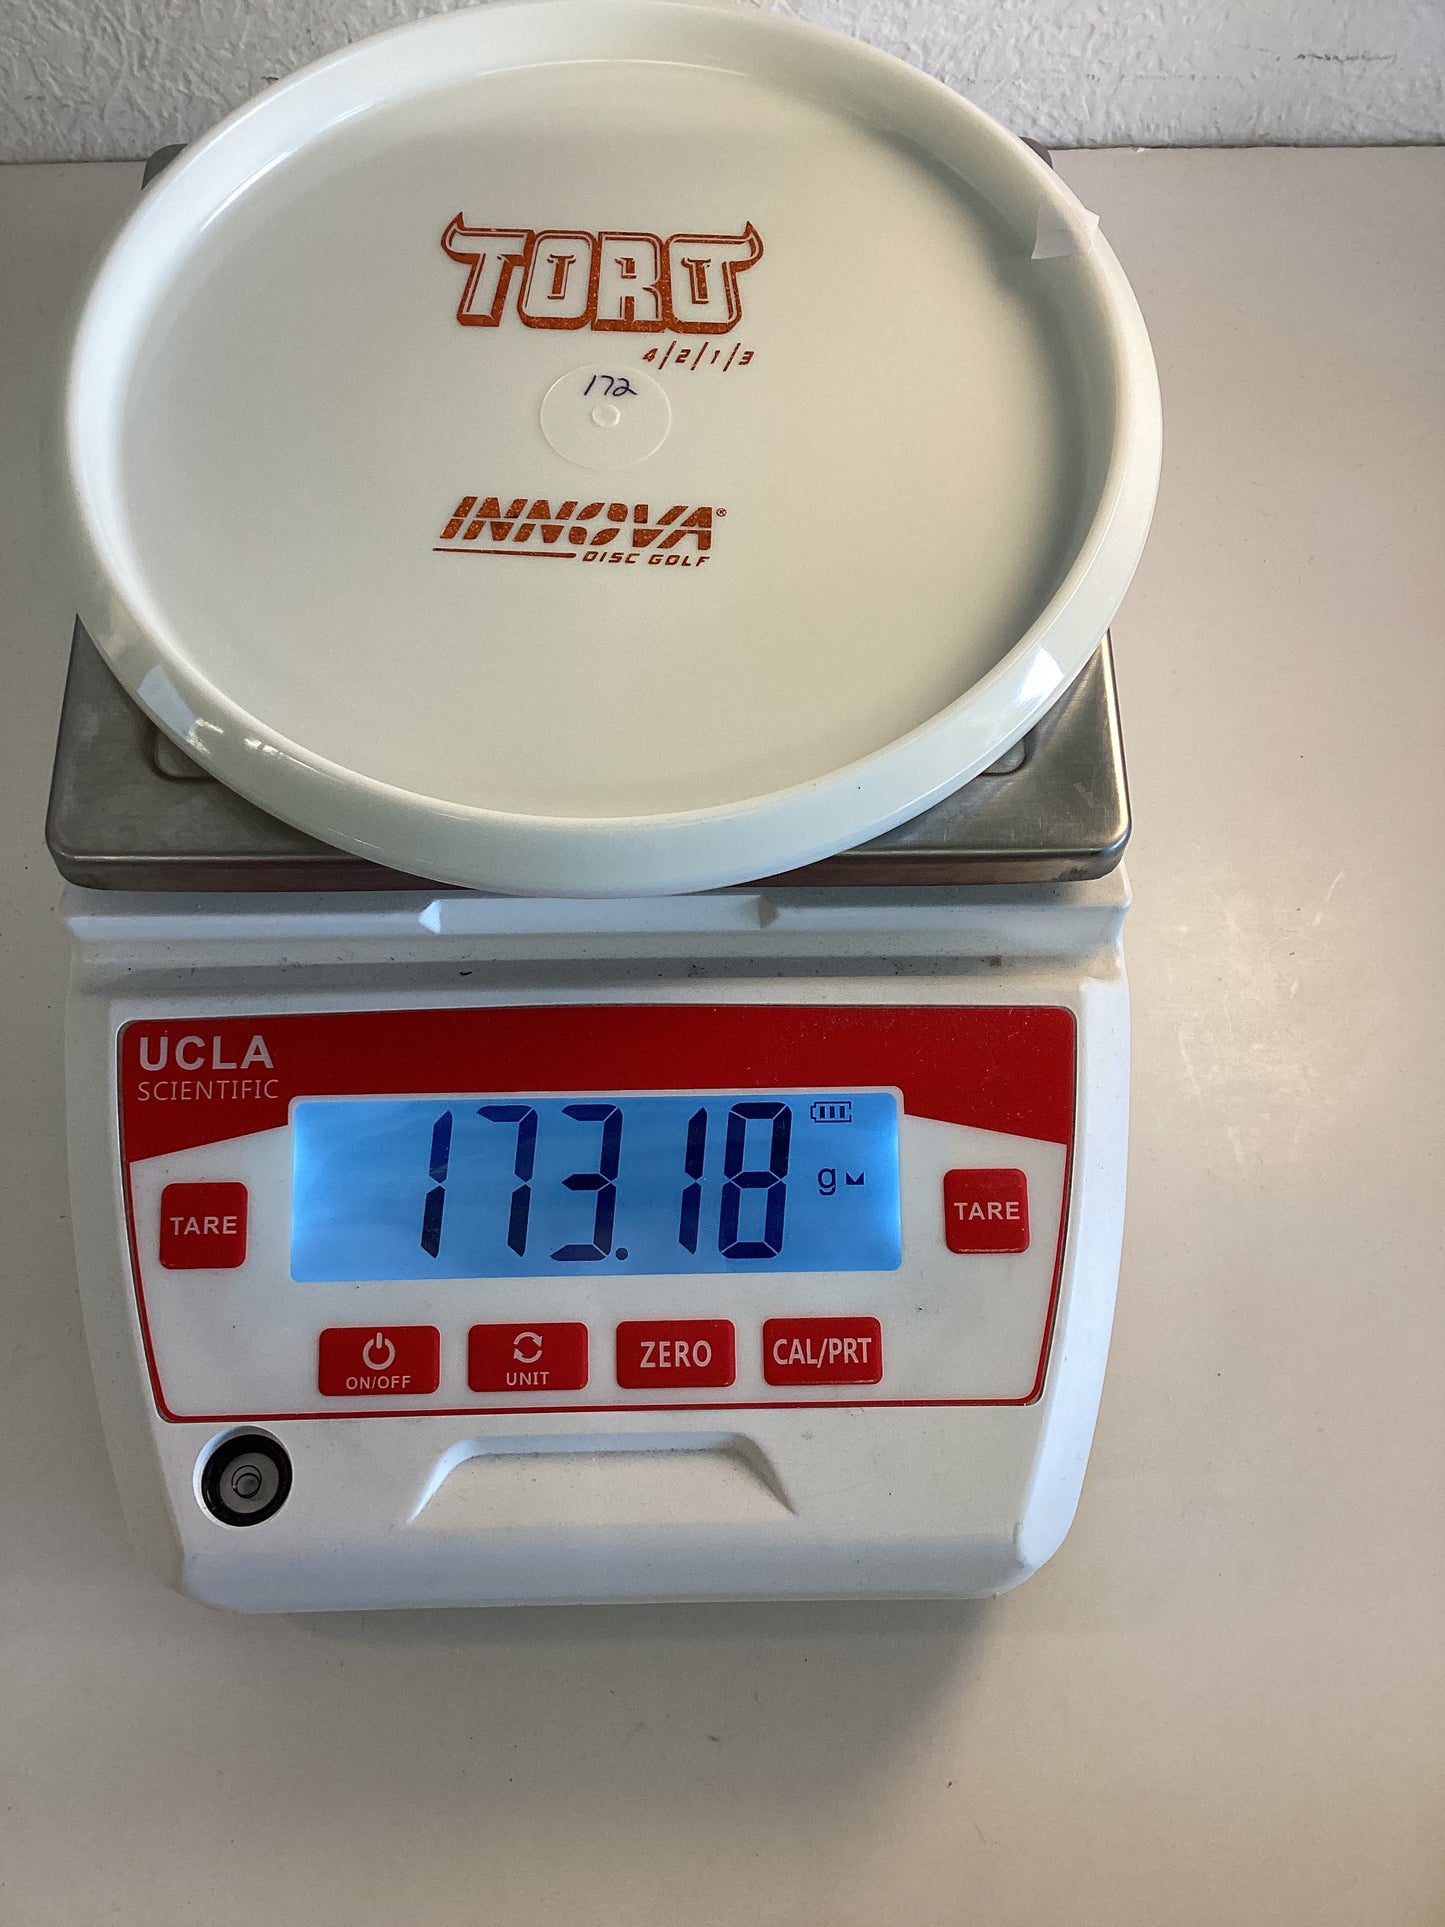 TORO
4/2/1/3
172
INNOVA®
DISC GOLF
UCLA
SCIENTIFIC
173.18 g
TARE
TARE
ON/OFF
UNIT
ZERO
CAL/PRT